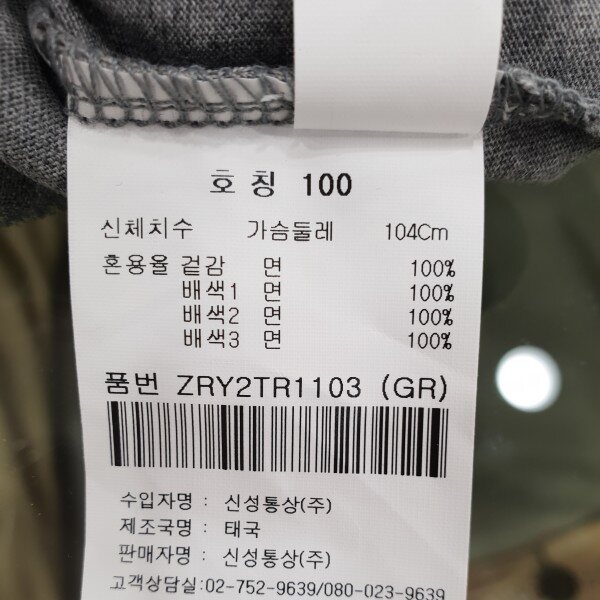 호칭 100
신체치수 가슴둘레 104Cm
혼용율 겉감 면 100%
배색1 면 100%
배색2 면 100%
배색3 면 100%
품번 ZRY2TR1103 (GR)
수입자명 : 신성통상(주)
제조국명 : 태국
판매자명 : 신성통상(주)
고객상담실:02-752-9639/080-023-9639